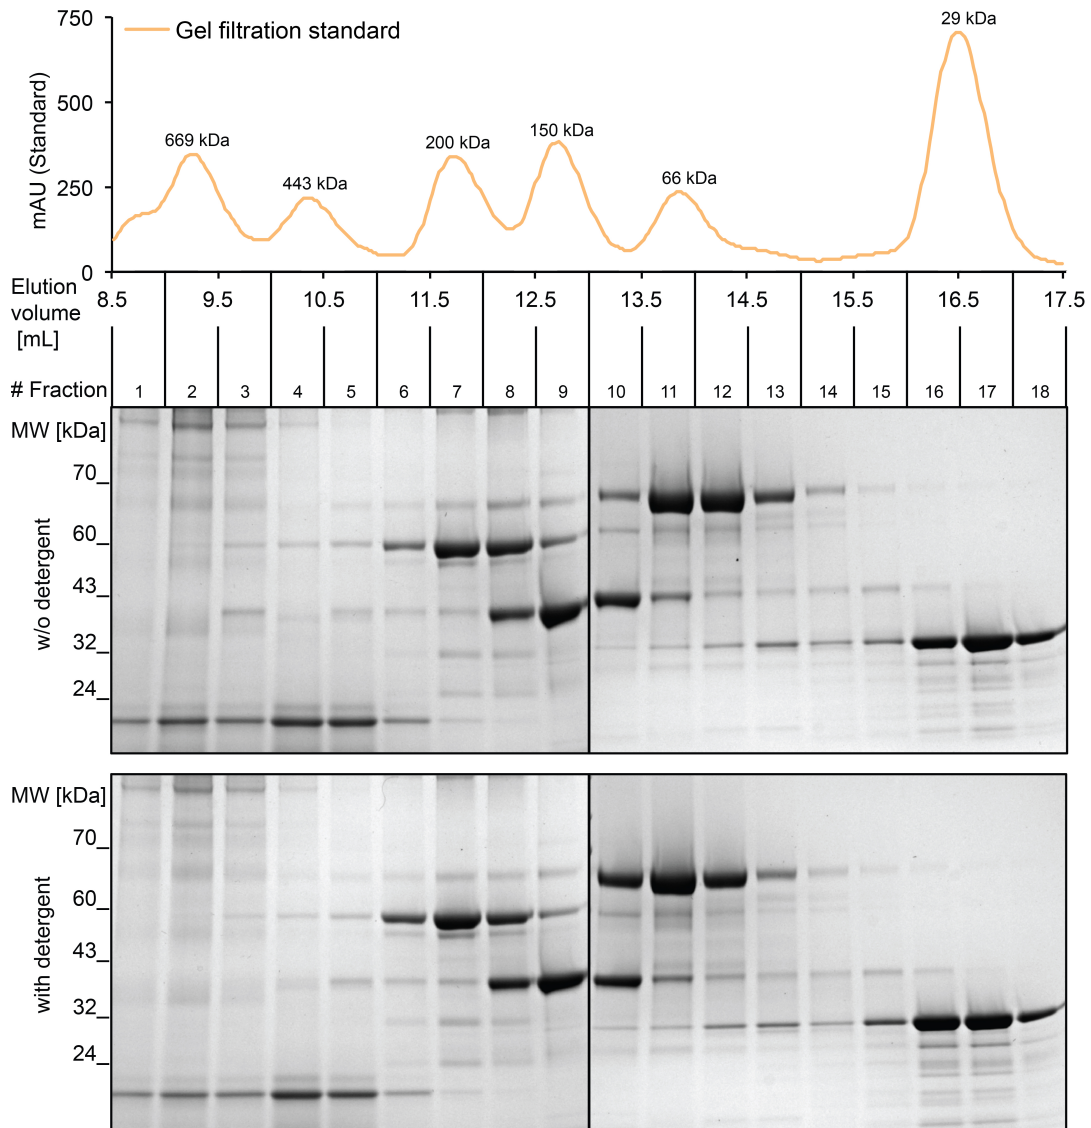 750
Gel filtration standard
29 kDa
500
669 kDa
443 kDa
200 kDa
150 kDa
66 kDa
250
0
mAU (Standard)
Elution
volume
[mL]
8.5 9.5 10.5 11.5 12.5 13.5 14.5 15.5 16.5 17.5
# Fraction 1 2 3 4 5 6 7 8 9 10 11 12 13 14 15 16 17 18
MW [kDa]
70
60
43
32
24
w/o detergent
MW [kDa]
70
60
43
32
24
with detergent